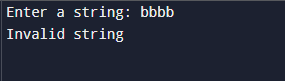 Enter a string: bbbb
Invalid string